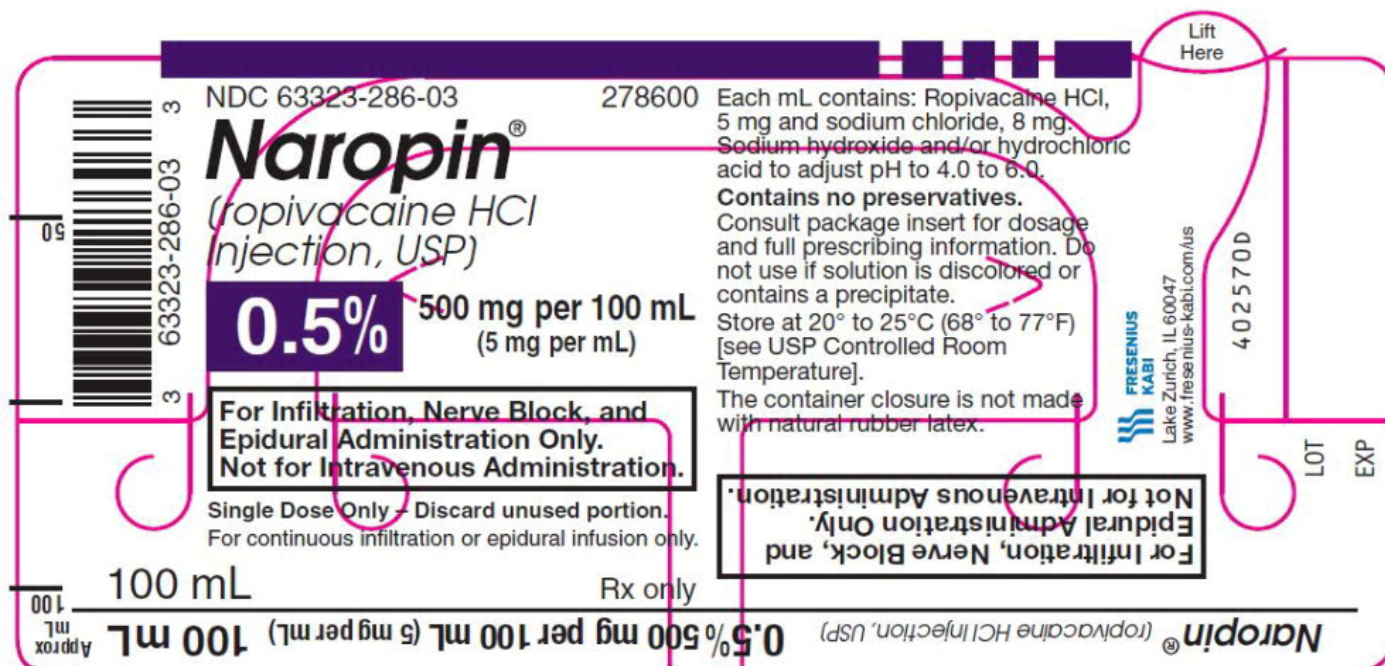 Lift
Here
NDC 63323-286-03 278600
Naropin®
(ropivacaine HCl
Injection, USP)
0.5%
500 mg per 100 mL
(5 mg per mL)
For Infiltration, Nerve Block, and
Epidural Administration Only.
Not for Intravenous Administration.
Single Dose Only – Discard unused portion.
For continuous infiltration or epidural infusion only.
100 mL Rx only
Each mL contains: Ropivacaine HCl,
5 mg and sodium chloride, 8 mg.
Sodium hydroxide and/or hydrochloric
acid to adjust pH to 4.0 to 6.0.
Contains no preservatives.
Consult package insert for dosage
and full prescribing information. Do
not use if solution is discolored or
contains a precipitate.
Store at 20° to 25°C (68° to 77°F)
[see USP Controlled Room
Temperature].
The container closure is not made
with natural rubber latex.
For Infiltration, Nerve Block, and
Epidural Administration Only.
Not for Intravenous Administration.
FRESENIUS
KABI
Lake Zurich, IL 60047
www.fresenius-kabi.com/us
402570D
LOT
EXP
3 63323-286-03 3
50
100
Approx
mL
Naropin® (ropivacaine HCl Injection, USP) 0.5% 500 mg per 100 mL (5 mg per mL) 100 mL